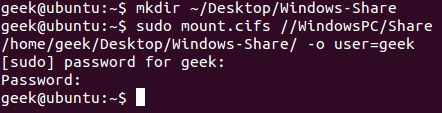 geek@ubuntu:~$ mkdir ~/Desktop/Windows-Share
geek@ubuntu:~$ sudo mount.cifs //WindowsPC/Share
/home/geek/Desktop/Windows-Share/ -o user=geek
[sudo] password for geek:
Password:
geek@ubuntu:~$